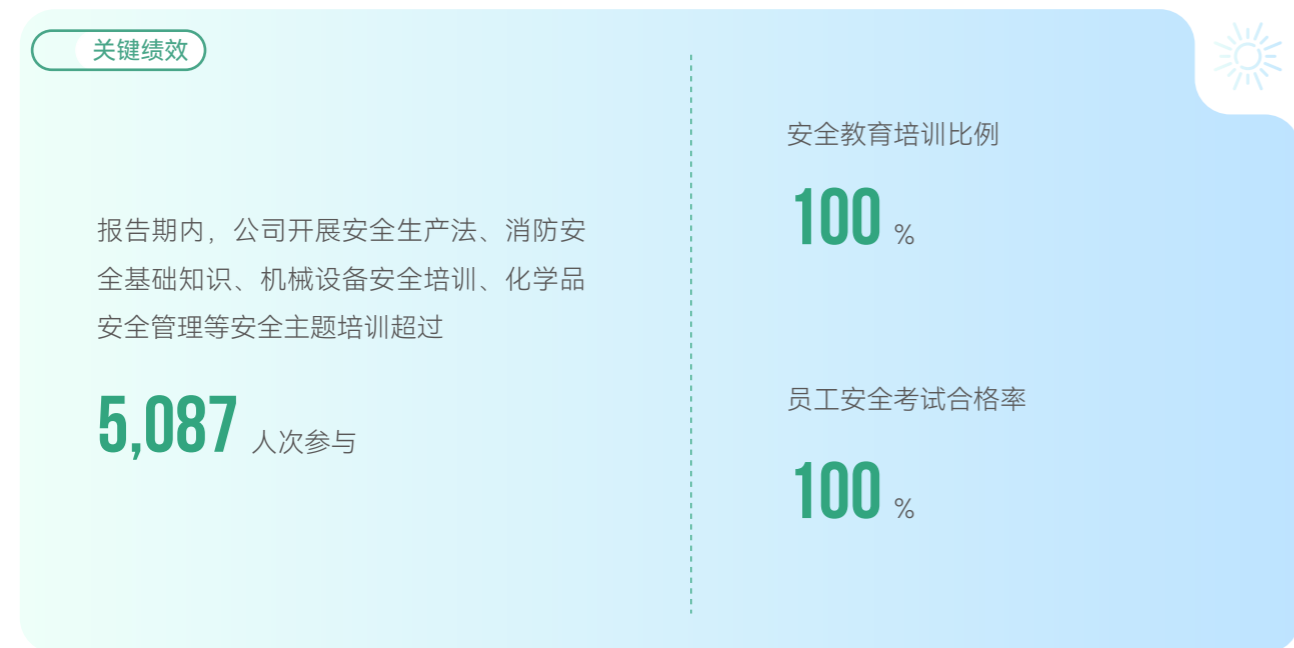 关键绩效
报告期内，公司开展安全生产法、消防安
全基础知识、机械设备安全培训、化学品
安全管理等安全主题培训超过
5,087 人次参与
安全教育培训比例
100 %
员工安全考试合格率
100 %